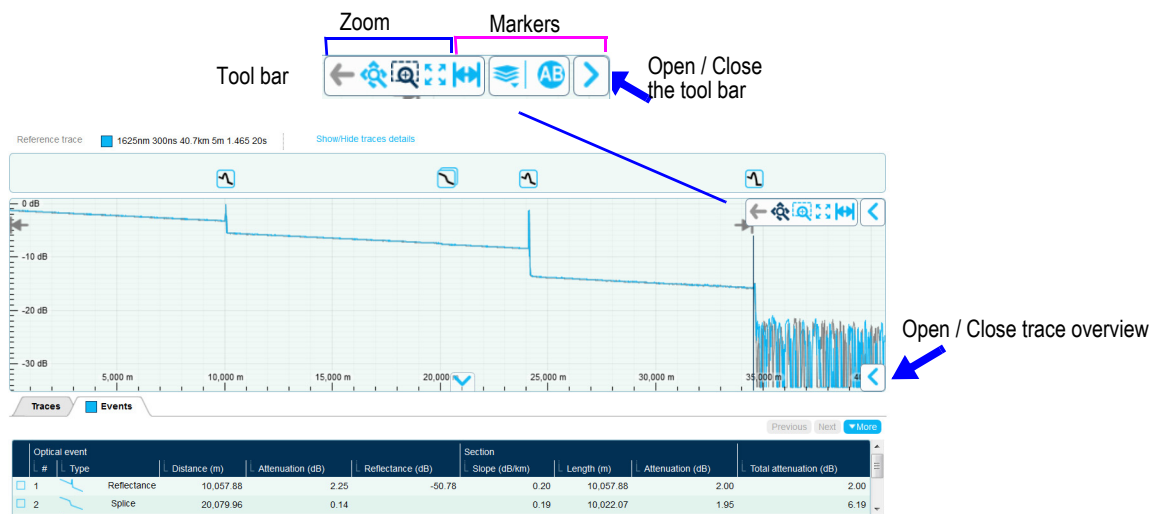 Zoom
Markers
Tool bar
AB
Open / Close
the tool bar
Reference trace
1625nm 300ns 40.7km 5m 1.465 20s
Show/Hide traces details
0 dB
-10 dB
-20 dB
-30 dB
5,000 m
10,000 m
15,000 m
20,000
25,000 m
30,000 m
35,000 m
Open / Close trace overview
Traces
Events
Previous
Next
More
Optical event
Section
# Type Distance (m) Attenuation (dB) Reflectance (dB) Slope (dB/km) Length (m) Attenuation (dB) Total attenuation (dB)
1 Reflectance 10,057.88 2.25 -50.78 0.20 10,057.88 2.00 2.00
2 Splice 20,079.96 0.14 0.19 10,022.07 1.95 6.19